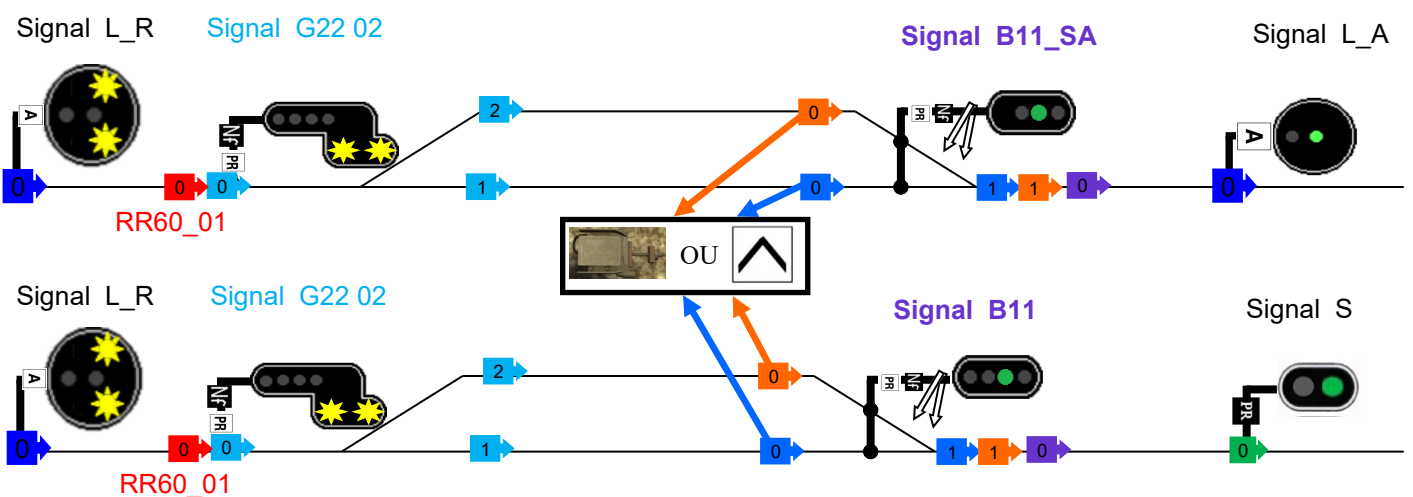 Signal L_R Signal G22 02 Signal B11_SA Signal L_A
A Nf PR 2 0 PR Nf A
0 0 0 1 0 1 1 0 0
RR60_01
OU
Signal L_R Signal G22 02 Signal B11 Signal S
A Nf PR 2 0 PR Nf PR
0 0 0 1 0 1 1 0 0
RR60_01